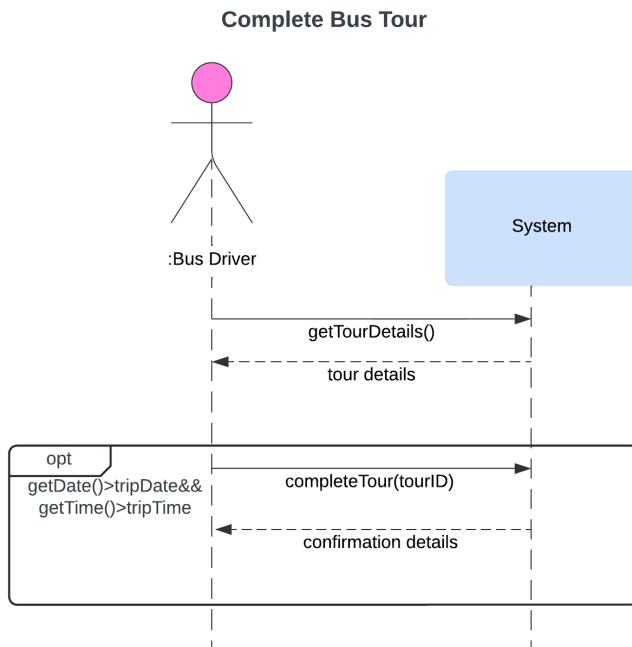 Complete Bus Tour
System
:Bus Driver
getTourDetails()
tour details
opt
getDate()>tripDate&&
getTime()>tripTime
completeTour(tourID)
confirmation details